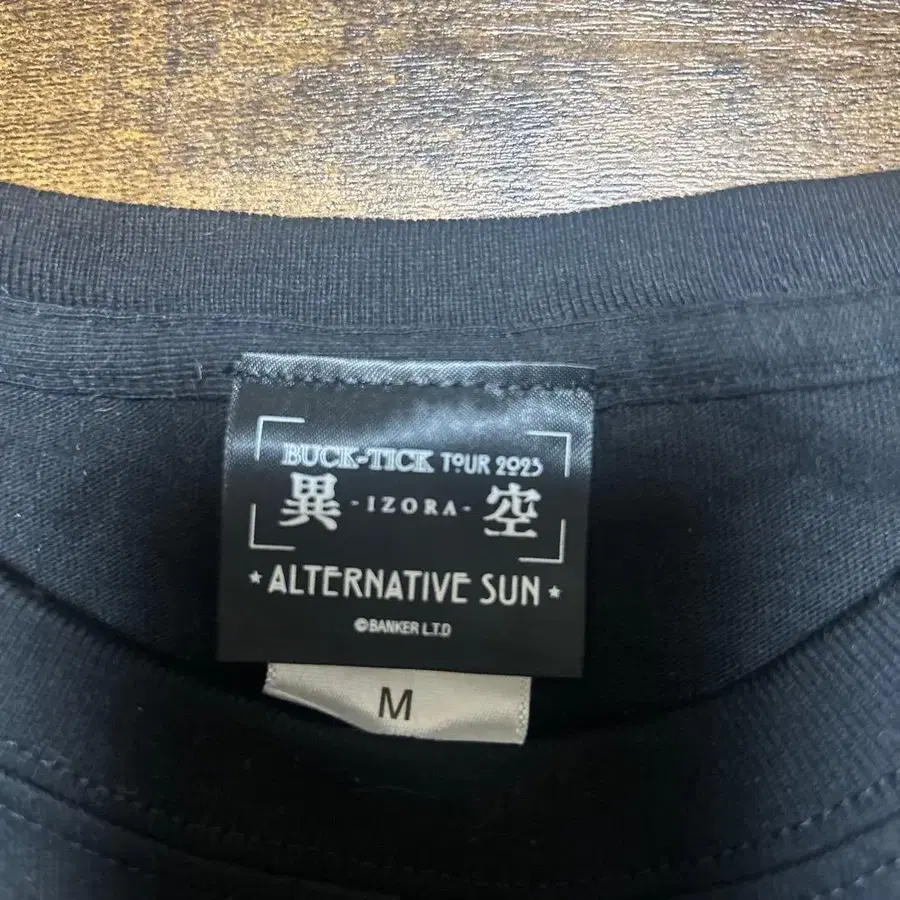 BUCK-TICK TOUR 2023
異 -IZORA- 空
★ALTERNATIVE SUN★
©BANKER L.T.D
M